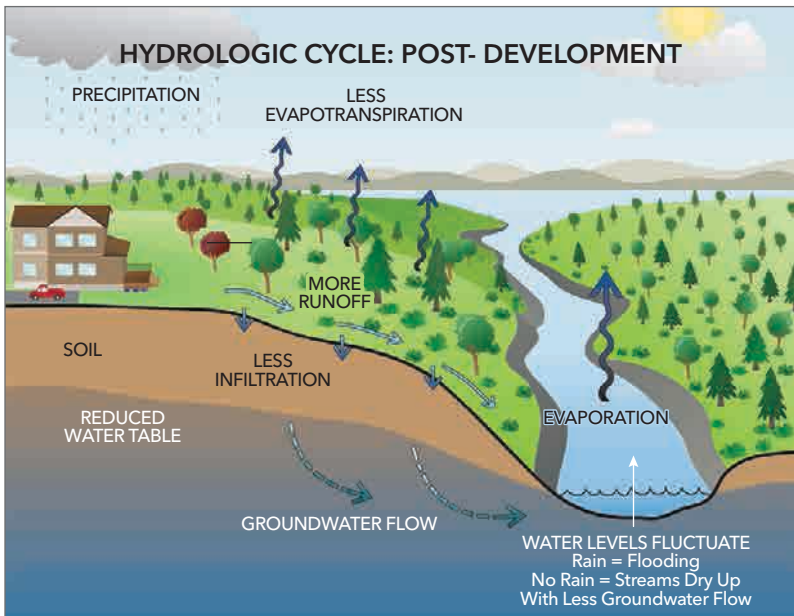 HYDROLOGIC CYCLE: POST- DEVELOPMENT
PRECIPITATION
LESS
EVAPOTRANSPIRATION
MORE
RUNOFF
SOIL
LESS
INFILTRATION
REDUCED
WATER TABLE
EVAPORATION
GROUNDWATER FLOW
WATER LEVELS FLUCTUATE
Rain = Flooding
No Rain = Streams Dry Up
With Less Groundwater Flow